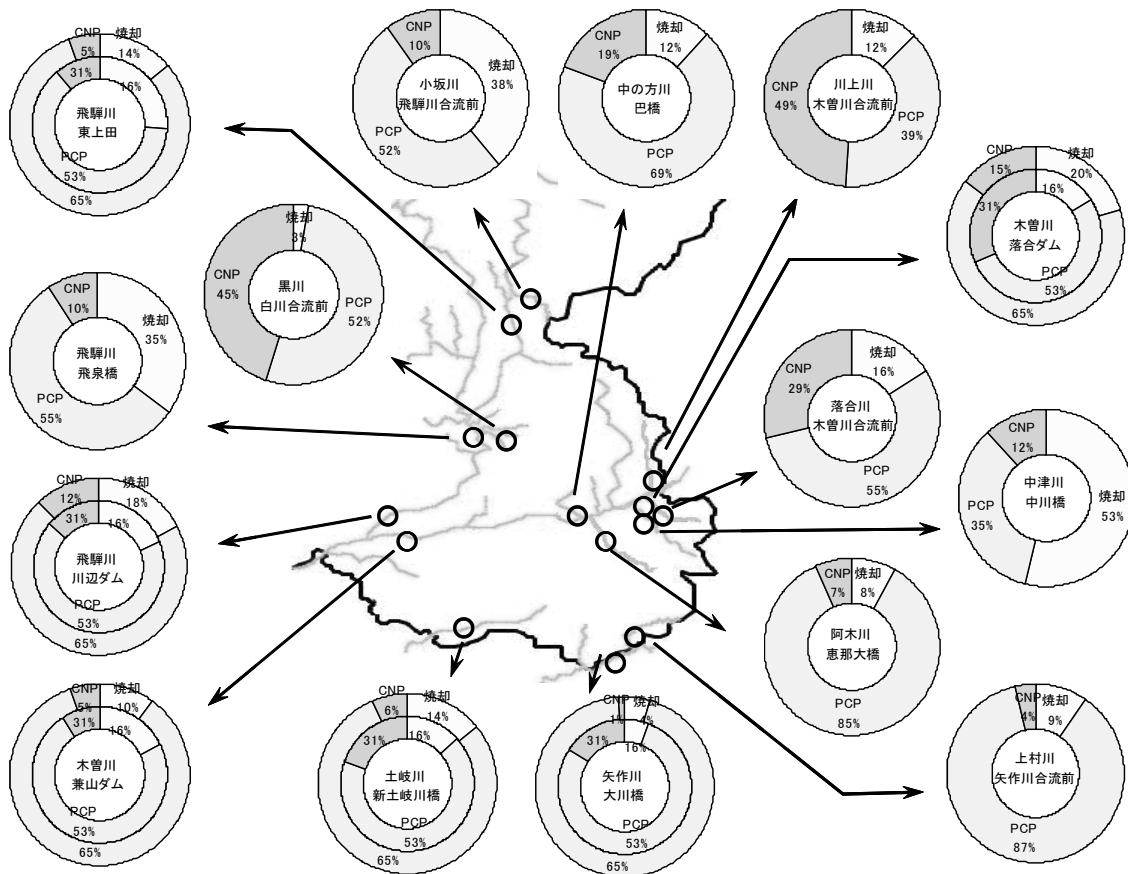 CNP
5%
焼却
14%
31%
16%
飛騨川
東上田
PCP
53%
65%
CNP
10%
焼却
38%
小坂川
飛騨川合流前
PCP
52%
CNP
19%
焼却
12%
中の方川
巴橋
PCP
69%
CNP
49%
焼却
12%
川上川
木曽川合流前
PCP
39%
CNP
15%
焼却
20%
31%
16%
木曽川
落合ダム
PCP
53%
65%
焼却
3%
CNP
45%
黒川
白川合流前
PCP
52%
CNP
10%
焼却
35%
飛騨川
飛泉橋
PCP
55%
CNP
29%
焼却
16%
落合川
木曽川合流前
PCP
55%
CNP
12%
焼却
53%
中津川
中川橋
PCP
35%
CNP
12%
焼却
18%
31%
16%
飛騨川
川辺ダム
PCP
53%
65%
CNP
7%
焼却
8%
阿木川
恵那大橋
PCP
85%
CNP
5%
焼却
10%
31%
16%
木曽川
兼山ダム
PCP
53%
65%
CNP
6%
焼却
14%
31%
16%
土岐川
新土岐川橋
PCP
53%
65%
CNP
1%
焼却
4%
31%
16%
矢作川
大川橋
PCP
53%
65%
CNP
4%
焼却
9%
上村川
矢作川合流前
PCP
87%